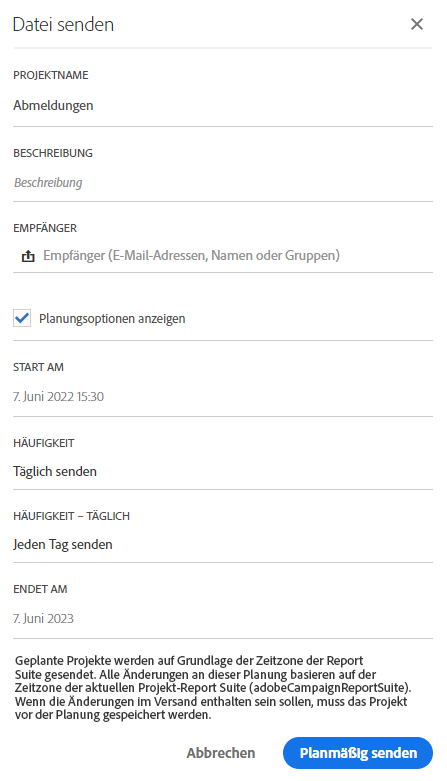 Datei senden
PROJEKTNAME
Abmeldungen
BESCHREIBUNG
Beschreibung
EMPFÄNGER
Empfänger (E-Mail-Adressen, Namen oder Gruppen)
Planungsoptionen anzeigen
START AM
7. Juni 2022 15:30
HÄUFIGKEIT
Täglich senden
HÄUFIGKEIT – TÄGLICH
Jeden Tag senden
ENDET AM
7. Juni 2023
Geplante Projekte werden auf Grundlage der Zeitzone der Report
Suite gesendet. Alle Änderungen an dieser Planung basieren auf der
Zeitzone der aktuellen Projekt-Report Suite (adobeCampaignReportSuite).
Wenn die Änderungen im Versand enthalten sein sollen, muss das Projekt
vor der Planung gespeichert werden.
Abbrechen
Planmäßig senden